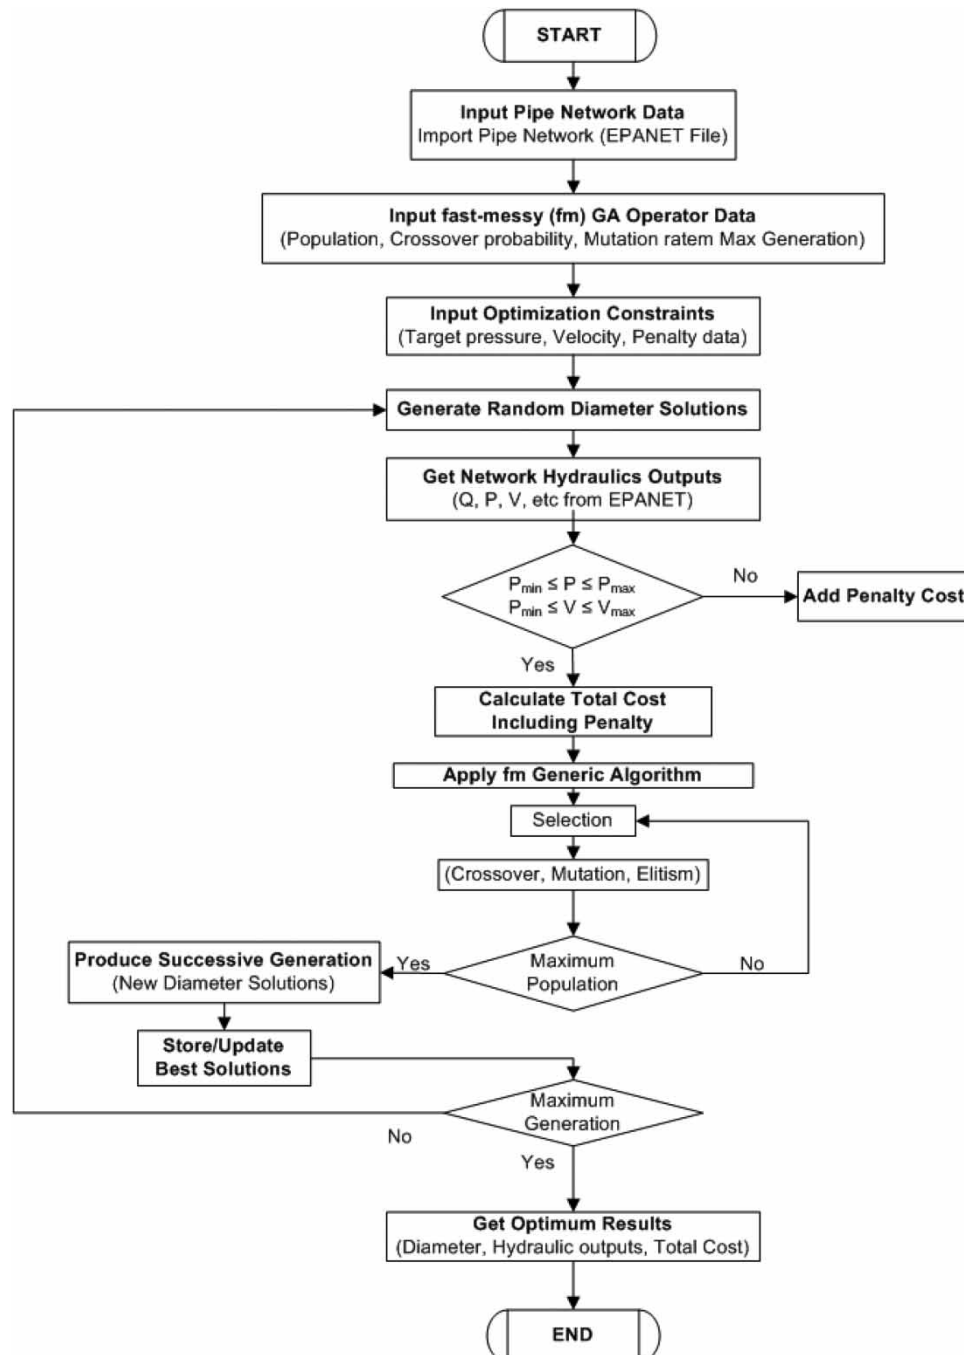 START
Input Pipe Network Data
Import Pipe Network (EPANET File)
Input fast-messy (fm) GA Operator Data
(Population, Crossover probability, Mutation ratem Max Generation)
Input Optimization Constraints
(Target pressure, Velocity, Penalty data)
Generate Random Diameter Solutions
Get Network Hydraulics Outputs
(Q, P, V, etc from EPANET)
Pmin ≤ P ≤ Pmax
Pmin ≤ V ≤ Vmax
No
Add Penalty Cost
Yes
Calculate Total Cost
Including Penalty
Apply fm Generic Algorithm
Selection
(Crossover, Mutation, Elitism)
Maximum
Population
No
Yes
Produce Successive Generation
(New Diameter Solutions)
Store/Update
Best Solutions
Maximum
Generation
No
Yes
Get Optimum Results
(Diameter, Hydraulic outputs, Total Cost)
END